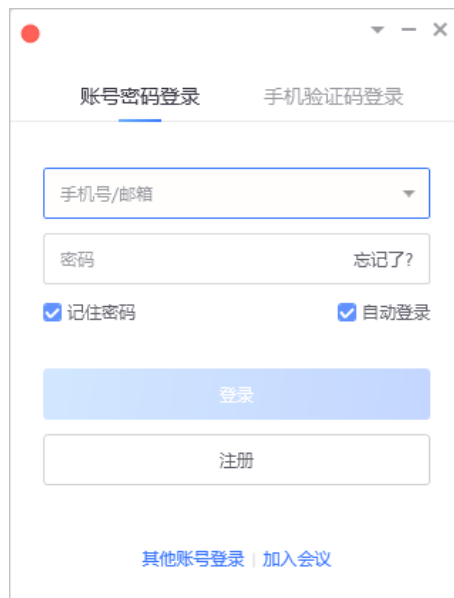 账号密码登录 手机验证码登录
手机号/邮箱
密码 忘记了?
记住密码 自动登录
登录
注册
其他账号登录 | 加入会议